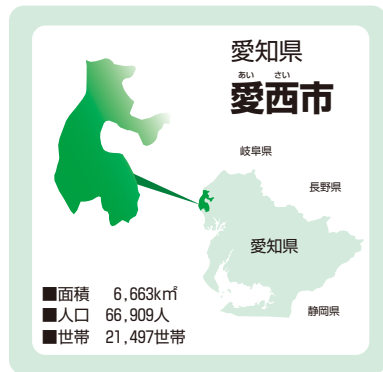 愛知県
あい さい
愛西市
岐阜県
長野県
愛知県
静岡県
■面積 6,663k㎡
■人口 66,909人
■世帯 21,497世帯